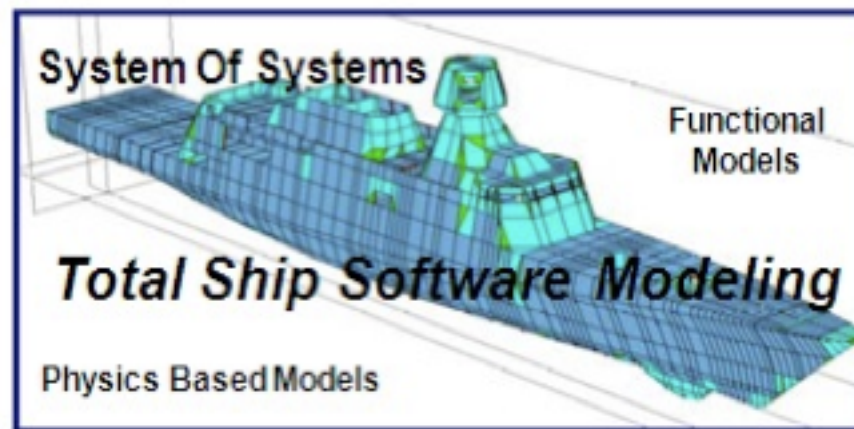 System Of Systems
Functional
Models
Total Ship Software Modeling
Physics Based Models